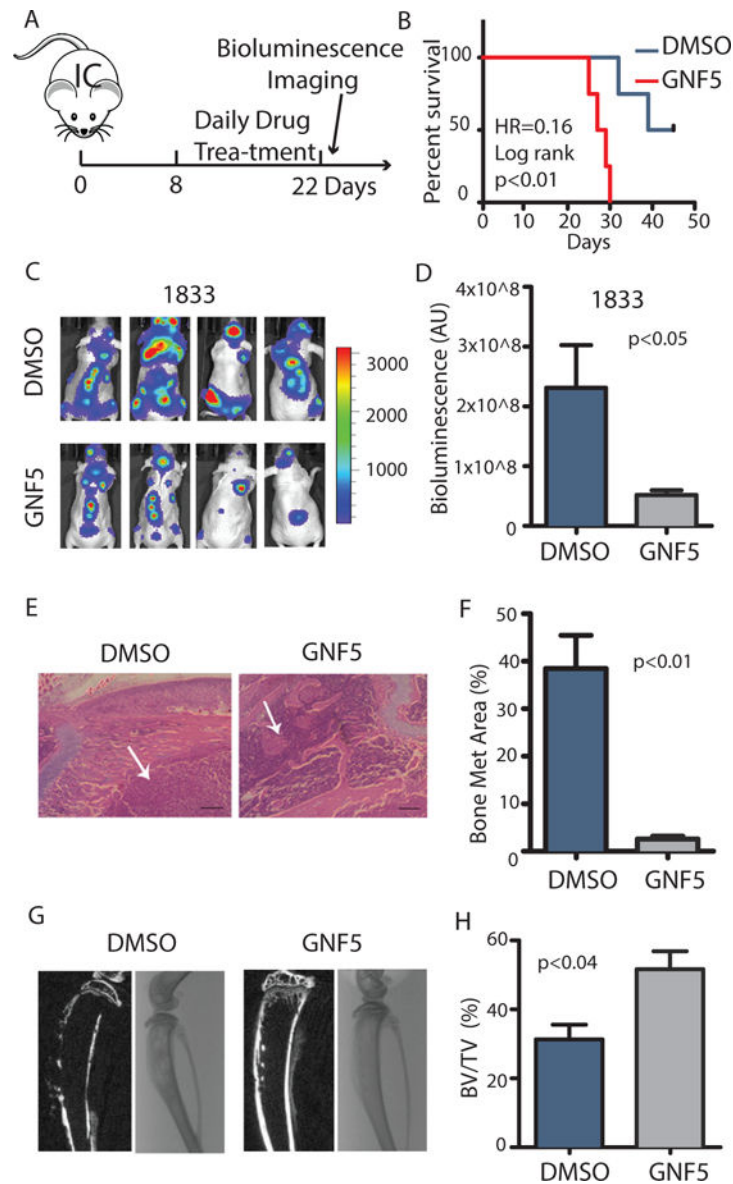 A
IC
Bioluminescence
Imaging
Daily Drug
Trea-tment
0
8
22 Days
B
Percent survival
100
50
0
DMSO
GNF5
HR=0.16
Log rank
p<0.01
0 10 20 30 40 50
Days
C
1833
DMSO
GNF5
3000
2000
1000
D
Bioluminescence (AU)
4x10^8
3x10^8
2x10^8
1x10^8
0
1833
p<0.05
DMSO GNF5
E
DMSO GNF5
F
Bone Met Area (%)
50
40
30
20
10
0
p<0.01
DMSO GNF5
G
DMSO GNF5
H
BV/TV (%)
60
40
20
0
p<0.04
DMSO GNF5